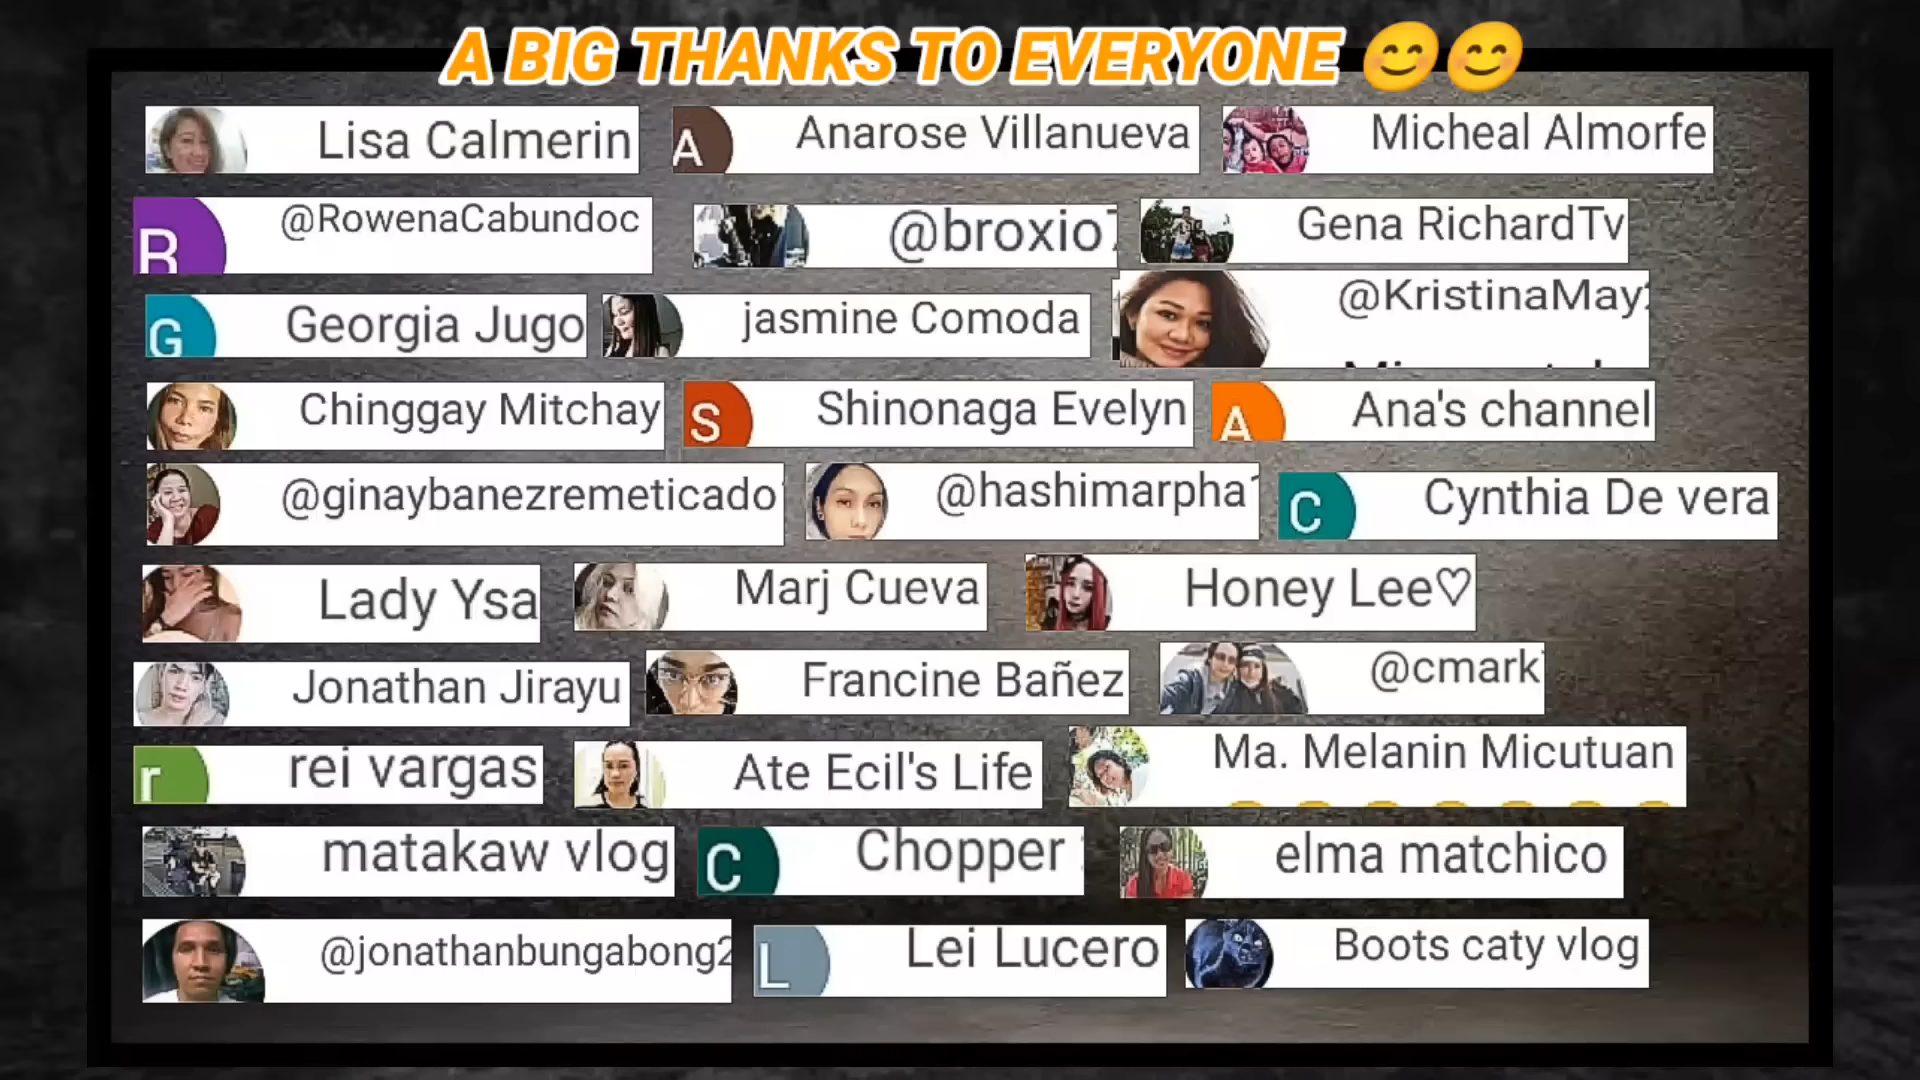 A BIG THANKS TO EVERYONE 😊😊
Lisa Calmerin
A
Anarose Villanueva
Micheal Almorfe
R
@RowenaCabundoc
@broxio7
Gena RichardTv
G
Georgia Jugo
jasmine Comoda
@KristinaMay
Chinggay Mitchay
S
Shinonaga Evelyn
A
Ana's channel
@ginaybanezremeticado
@hashimarpha1
C
Cynthia De vera
Lady Ysa
Marj Cueva
Honey Lee♡
Jonathan Jirayu
Francine Bañez
@cmark
r
rei vargas
Ate Ecil's Life
Ma. Melanin Micutuan
matakaw vlog
C
Chopper
elma matchico
@jonathanbungabong2
L
Lei Lucero
Boots caty vlog